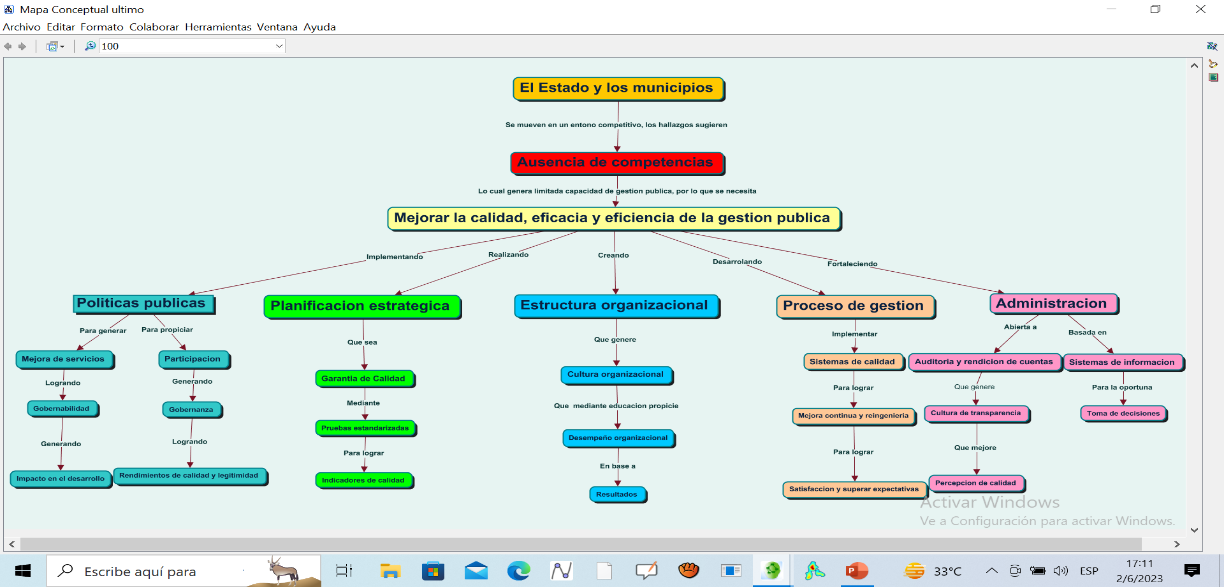 Mapa Conceptual ultimo
Archivo Editar Formato Colaborar Herramientas Ventana Ayuda
100
El Estado y los municipios
Se mueven en un entono competitivo, los hallazgos sugieren
Ausencia de competencias
Lo cual genera limitada capacidad de gestion publica, por lo que se necesita
Mejorar la calidad, eficacia y eficiencia de la gestion publica
Implementando
Realizando
Creando
Desarrolando
Fortaleciendo
Politicas publicas
Planificacion estrategica
Estructura organizacional
Proceso de gestion
Administracion
Para generar
Para propiciar
Que sea
Que genere
Implementar
Abierta a
Basada en
Mejora de servicios
Participacion
Garantia de Calidad
Cultura organizacional
Sistemas de calidad
Auditoria y rendicion de cuentas
Sistemas de informacion
Logrando
Generando
Mediante
Que mediante educacion propicie
Para lograr
Que genere
Para la oportuna
Gobernabilidad
Gobernanza
Pruebas estandarizadas
Desempeño organizacional
Mejora continua y reingenieria
Cultura de transparencia
Toma de decisiones
Generando
Logrando
Para lograr
En base a
Para lograr
Que mejore
Impacto en el desarrollo
Rendimientos de calidad y legitimidad
Indicadores de calidad
Resultados
Satisfaccion y superar expectativas
Percepcion de calidad
Activar Windows
Ve a Configuración para activar Windows.
Escribe aquí para
33°C
ESP
17:11
2/6/2023